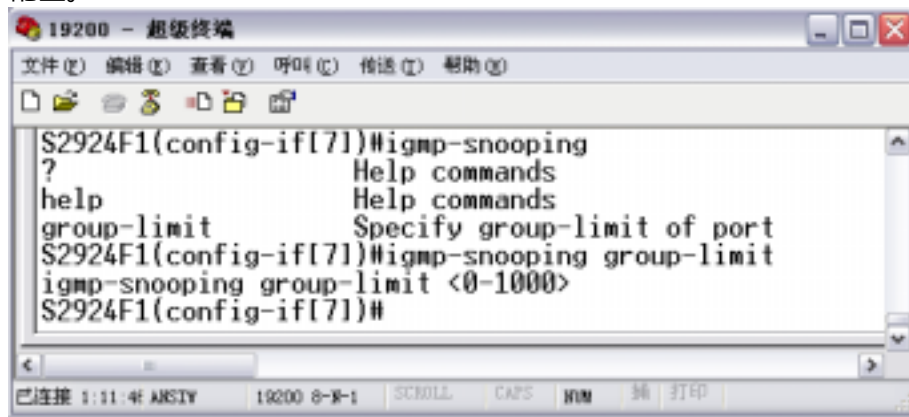 19200 - 超级终端
文件(F) 编辑(E) 查看(V) 呼叫(C) 传送(T) 帮助(H)
S2924F1(config-if[7])#igmp-snooping
? Help commands
help Help commands
group-limit Specify group-limit of port
S2924F1(config-if[7])#igmp-snooping group-limit
igmp-snooping group-limit <0-1000>
S2924F1(config-if[7])#
已连接 1:11:46 ANSIW 19200 8-N-1 SCROLL CAPS NUM 捕 打印